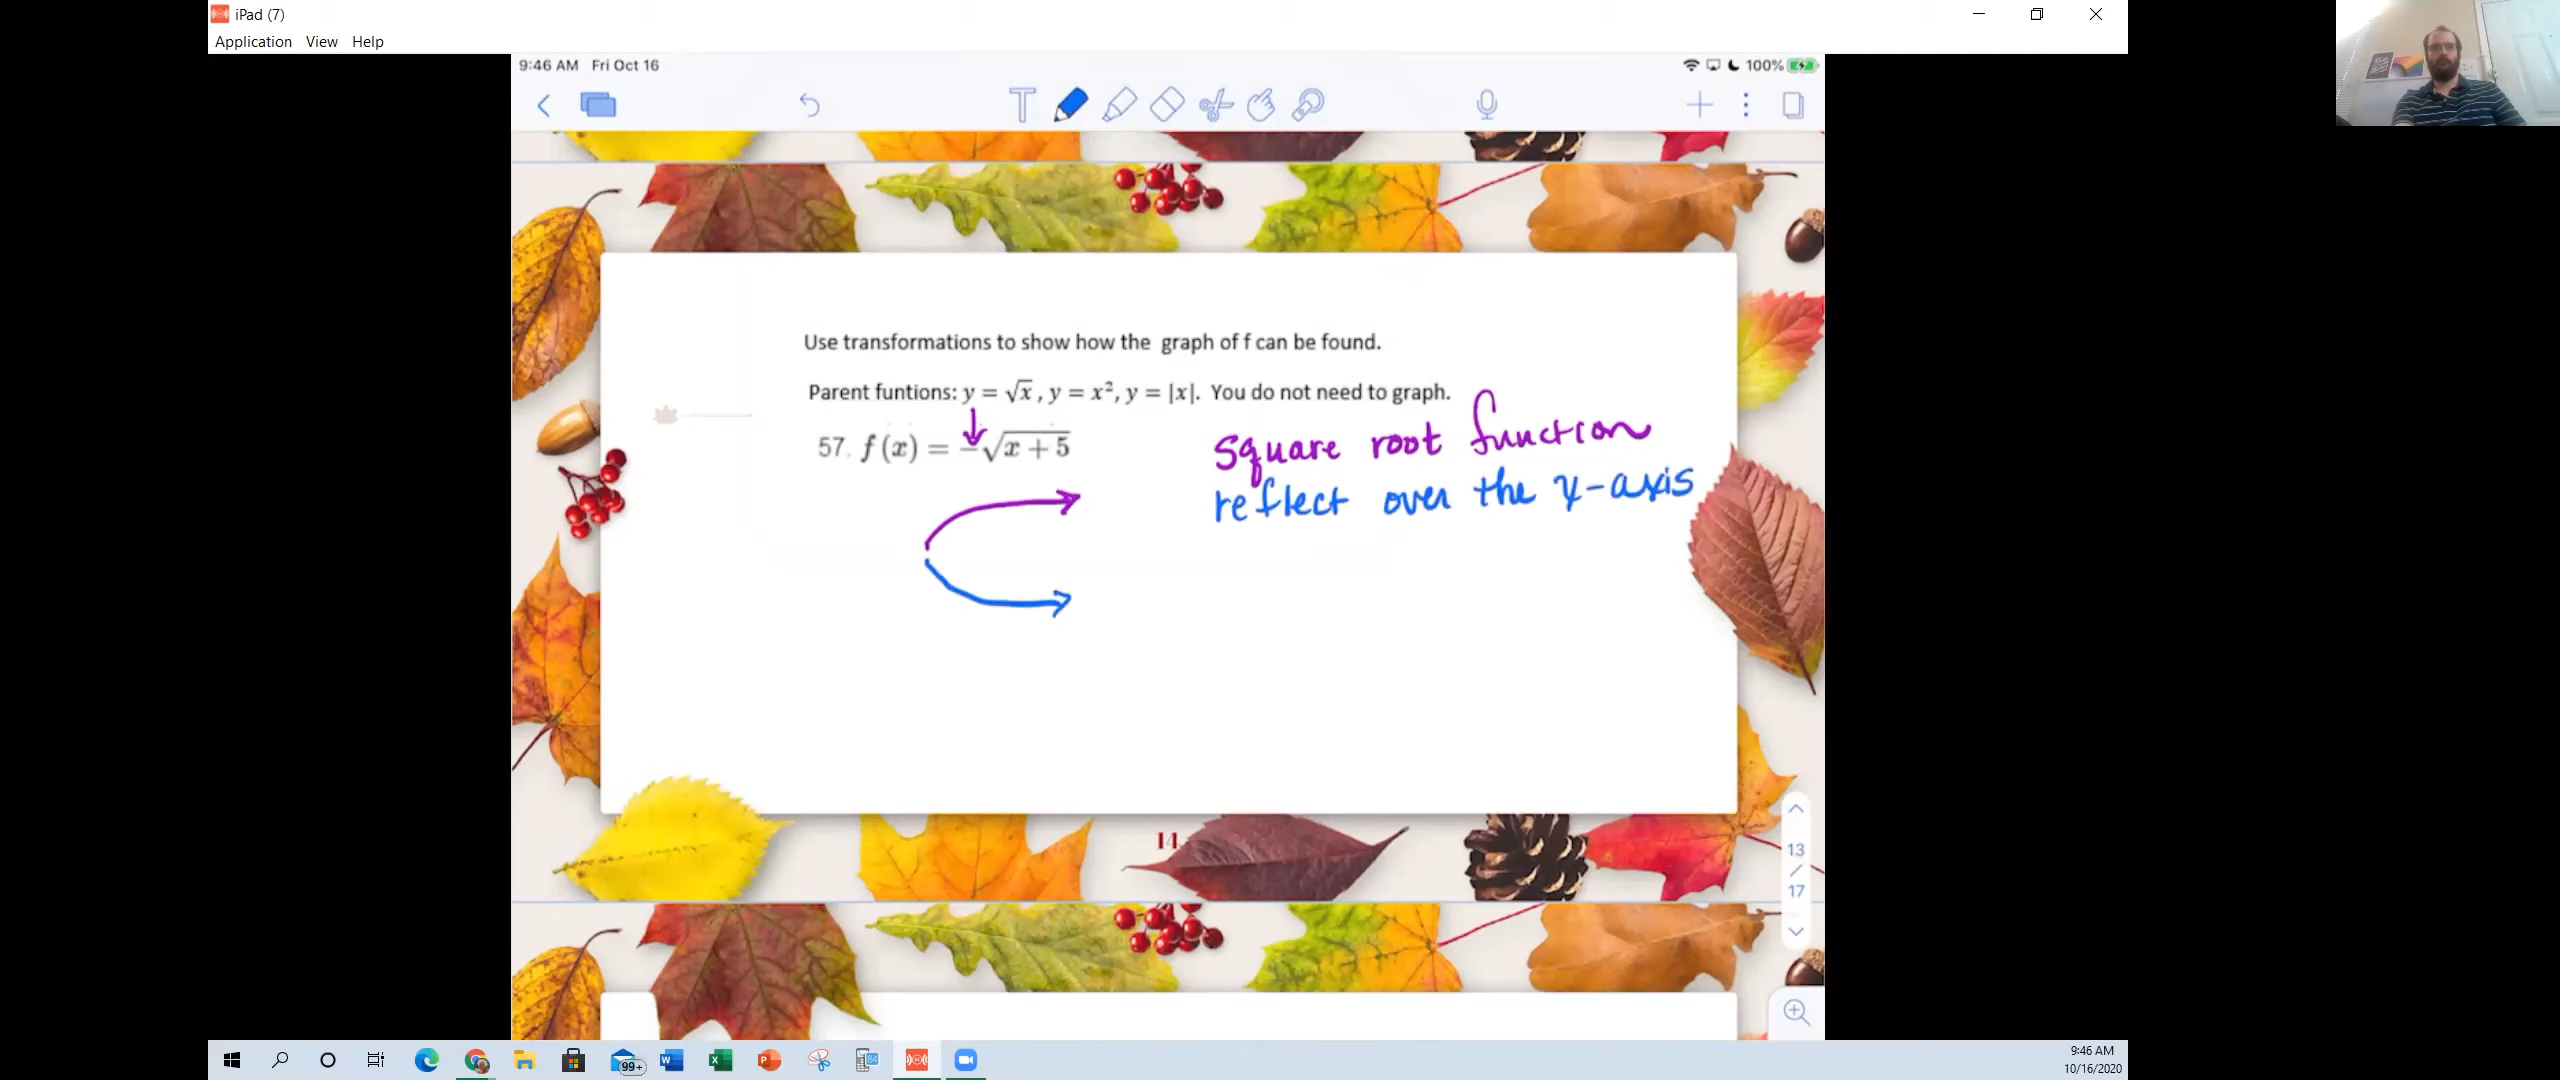 iPad (7)
Application View Help
9:46 AM Fri Oct 16
100%
T
Use transformations to show how the graph of f can be found.
Parent funtions: y = √x , y = x², y = |x|. You do not need to graph.
57. f (x) = −√x + 5
square root function
reflect over the y-axis
14
13
/
17
99+
84
9:46 AM
10/16/2020